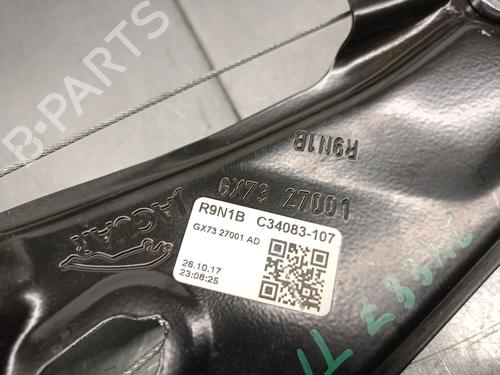 B-PARTS
R9N1B
GX73 27001
JAGUAR
R9N1B C34083-107
GX73 27001 AD
26.10.17
23:08:25